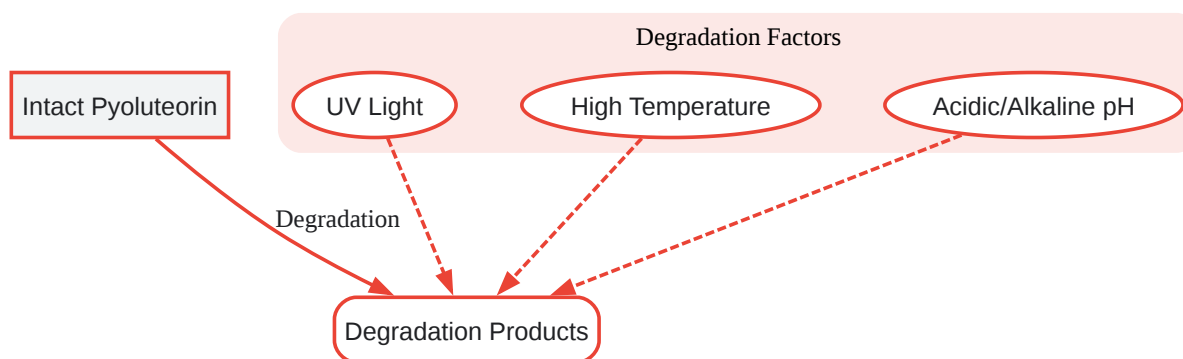 Degradation Factors
Intact Pyoluteorin
UV Light
High Temperature
Acidic/Alkaline pH
Degradation
Degradation Products